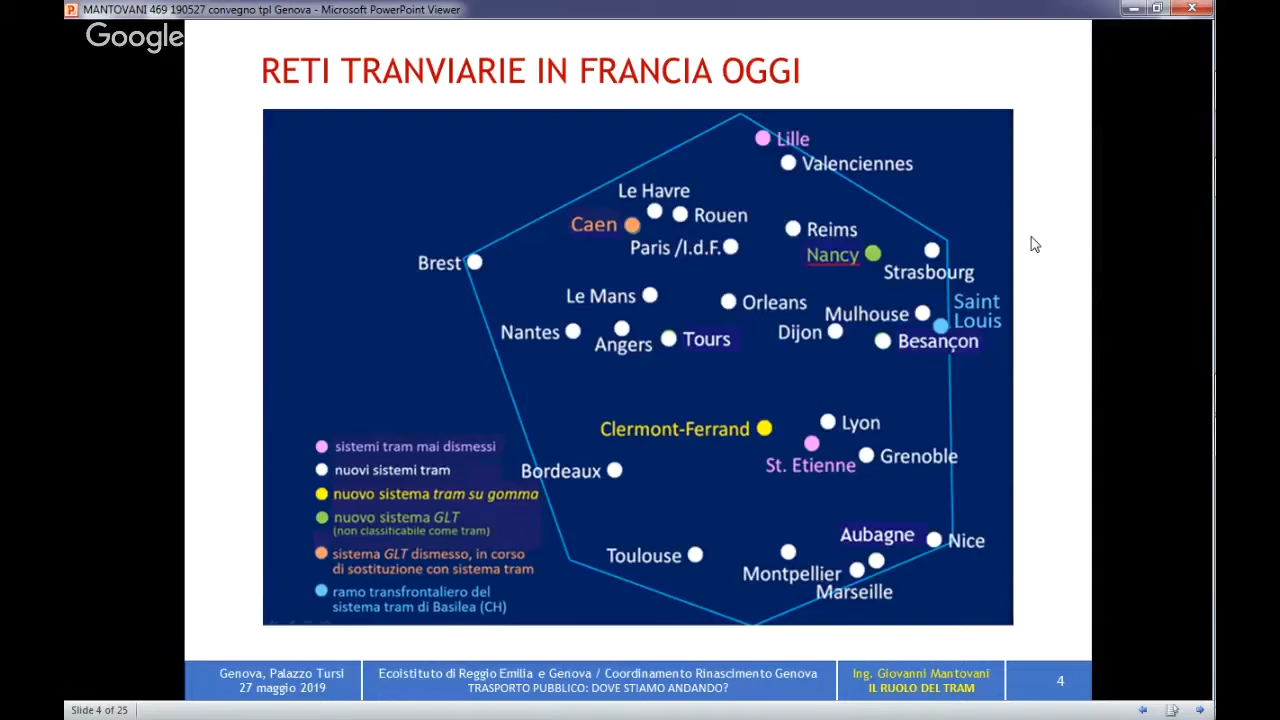 MANTOVANI 469 190527 convegno tpl Genova - Microsoft PowerPoint Viewer
Google
RETI TRANVIARIE IN FRANCIA OGGI
Lille
Valenciennes
Le Havre
Rouen
Caen
Reims
Paris /I.d.F.
Nancy
Brest
Strasbourg
Le Mans
Orleans
Saint
Louis
Mulhouse
Nantes
Angers
Tours
Dijon
Besançon
Clermont-Ferrand
Lyon
St. Etienne
Grenoble
Bordeaux
Aubagne
Nice
Toulouse
Montpellier
Marseille
sistemi tram mai dismessi
nuovi sistemi tram
nuovo sistema tram su gomma
nuovo sistema GLT
(non classificabile come tram)
sistema GLT dismesso, in corso
di sostituzione con sistema tram
ramo transfrontaliero del
sistema tram di Basilea (CH)
Genova, Palazzo Tursi
27 maggio 2019
Ecoistituto di Reggio Emilia e Genova / Coordinamento Rinascimento Genova
TRASPORTO PUBBLICO: DOVE STIAMO ANDANDO?
Ing. Giovanni Mantovani
IL RUOLO DEL TRAM
4
Slide 4 of 25